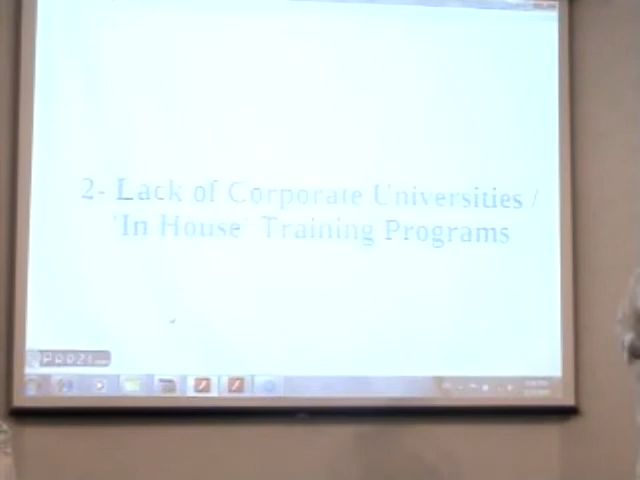 2- Lack of Corporate Universities /
'In House' Training Programs